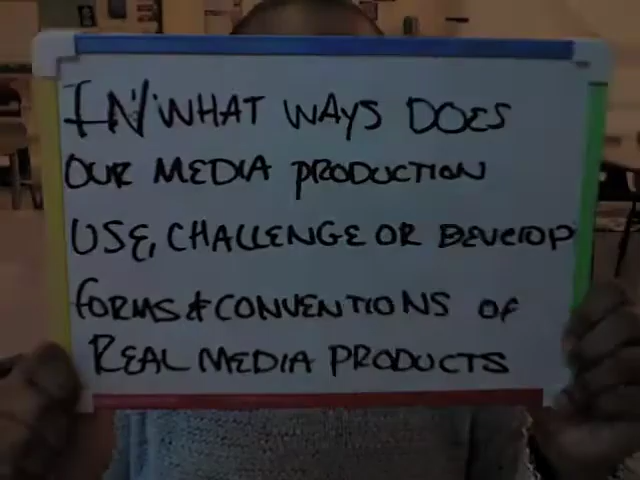 IN WHAT WAYS DOES
OUR MEDIA PRODUCTION
USE, CHALLENGE OR DEVELOP
FORMS & CONVENTIONS OF
REAL MEDIA PRODUCTS